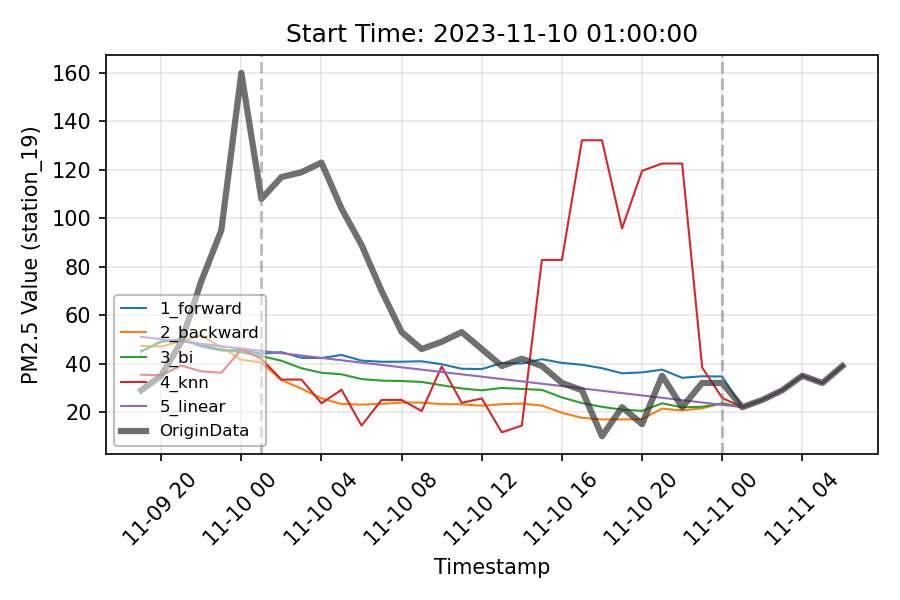 Start Time: 2023-11-10 01:00:00
PM2.5 Value (station_19)
160
140
120
100
80
60
40
20
1_forward
2_backward
3_bi
4_knn
5_linear
OriginData
11-09 20
11-10 00
11-10 04
11-10 08
11-10 12
11-10 16
11-10 20
11-11 00
11-11 04
Timestamp